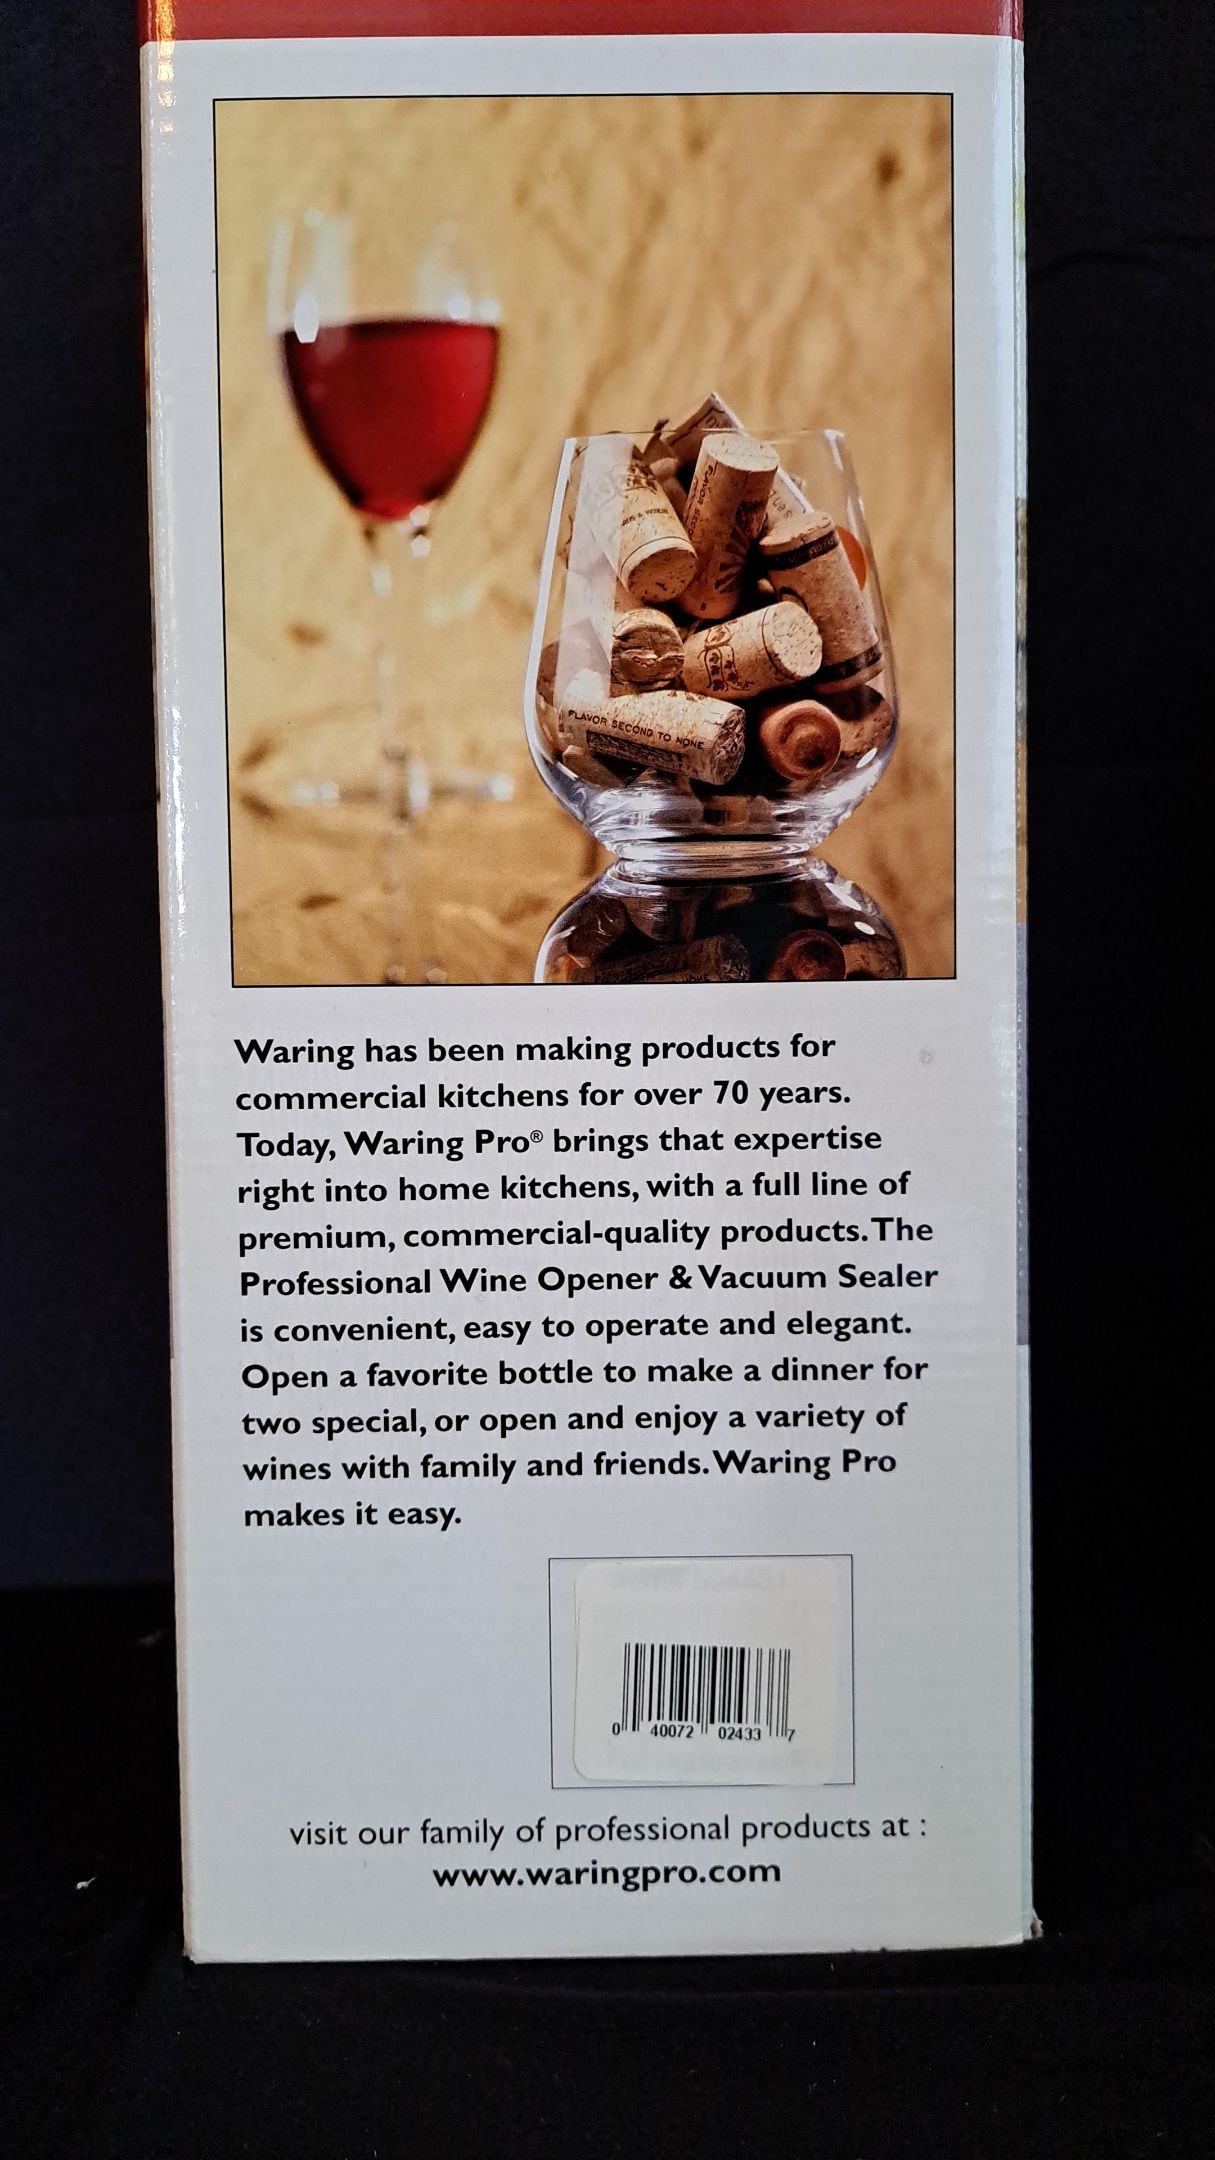 FLAVOR SECOND TO NONE
Waring has been making products for
commercial kitchens for over 70 years.
Today, Waring Pro® brings that expertise
right into home kitchens, with a full line of
premium, commercial-quality products. The
Professional Wine Opener & Vacuum Sealer
is convenient, easy to operate and elegant.
Open a favorite bottle to make a dinner for
two special, or open and enjoy a variety of
wines with family and friends. Waring Pro
makes it easy.
0 40072 02433 7
visit our family of professional products at :
www.waringpro.com